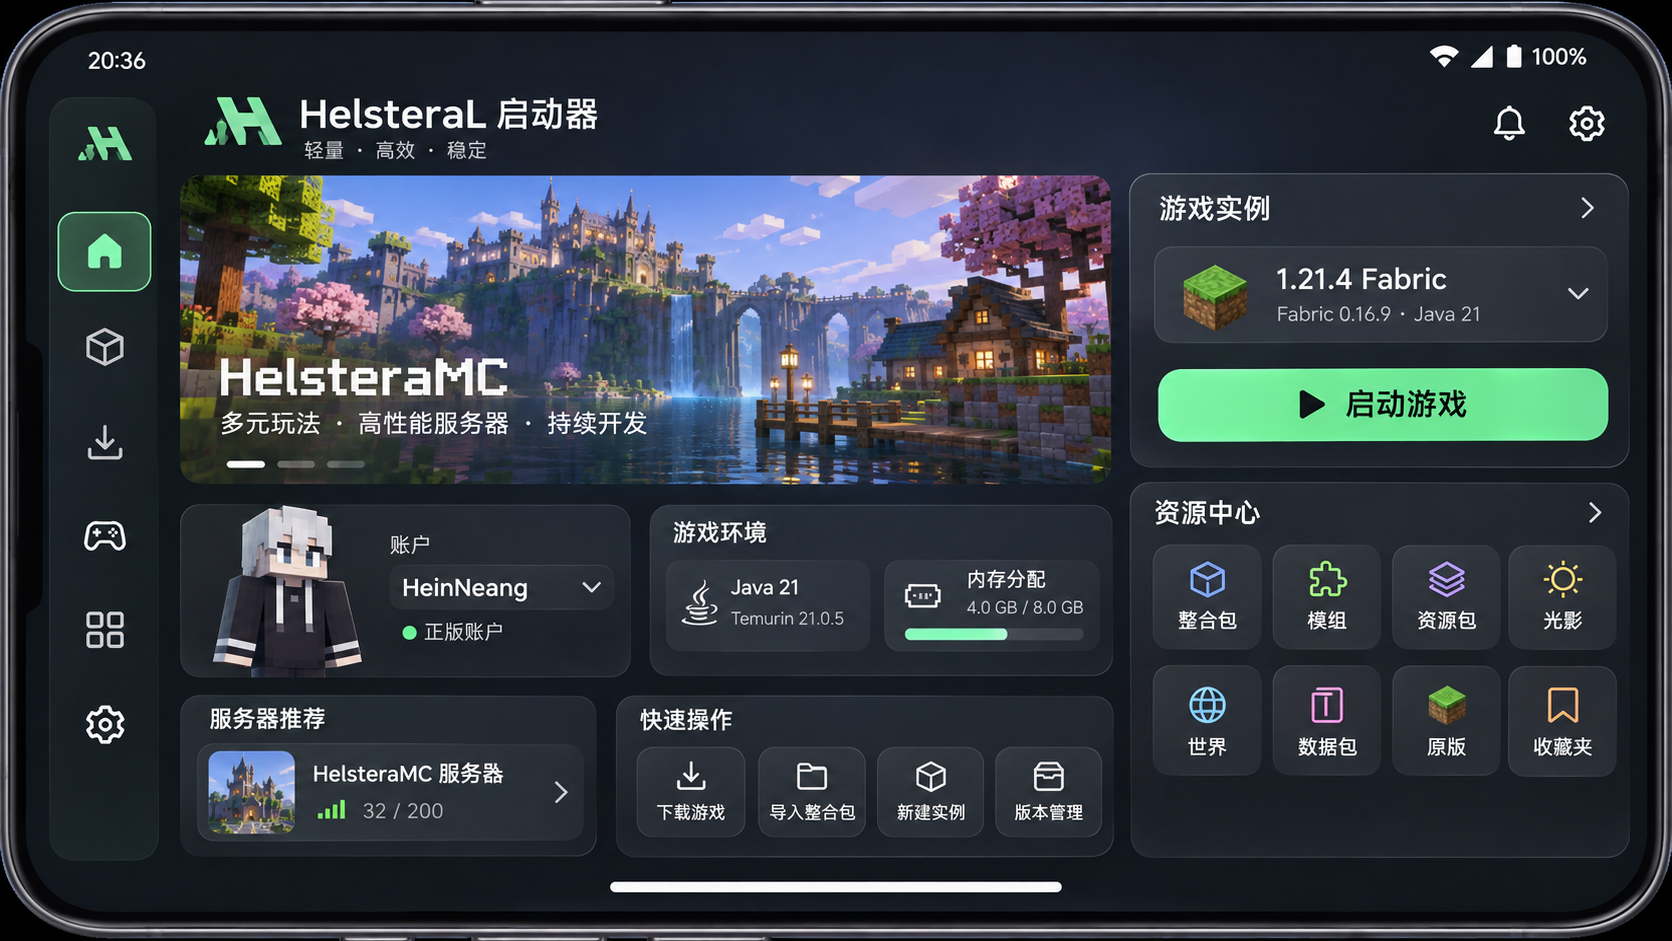 20:36
100%
HelsteraL 启动器
轻量 · 高效 · 稳定
HelsteraMC
多元玩法 · 高性能服务器 · 持续开发
游戏实例
1.21.4 Fabric
Fabric 0.16.9 · Java 21
启动游戏
账户
HeinNeang
正版账户
游戏环境
Java 21
Temurin 21.0.5
内存分配
4.0 GB / 8.0 GB
资源中心
整合包
模组
资源包
光影
世界
数据包
原版
收藏夹
服务器推荐
HelsteraMC 服务器
32 / 200
快速操作
下载游戏
导入整合包
新建实例
版本管理